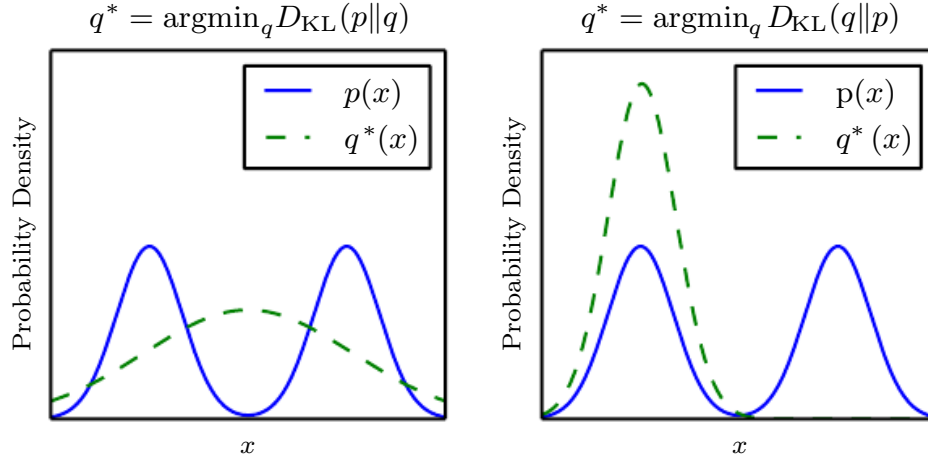 q* = argmin_q D_KL(p‖q)
p(x)
q*(x)
Probability Density
x
q* = argmin_q D_KL(q‖p)
p(x)
q*(x)
Probability Density
x